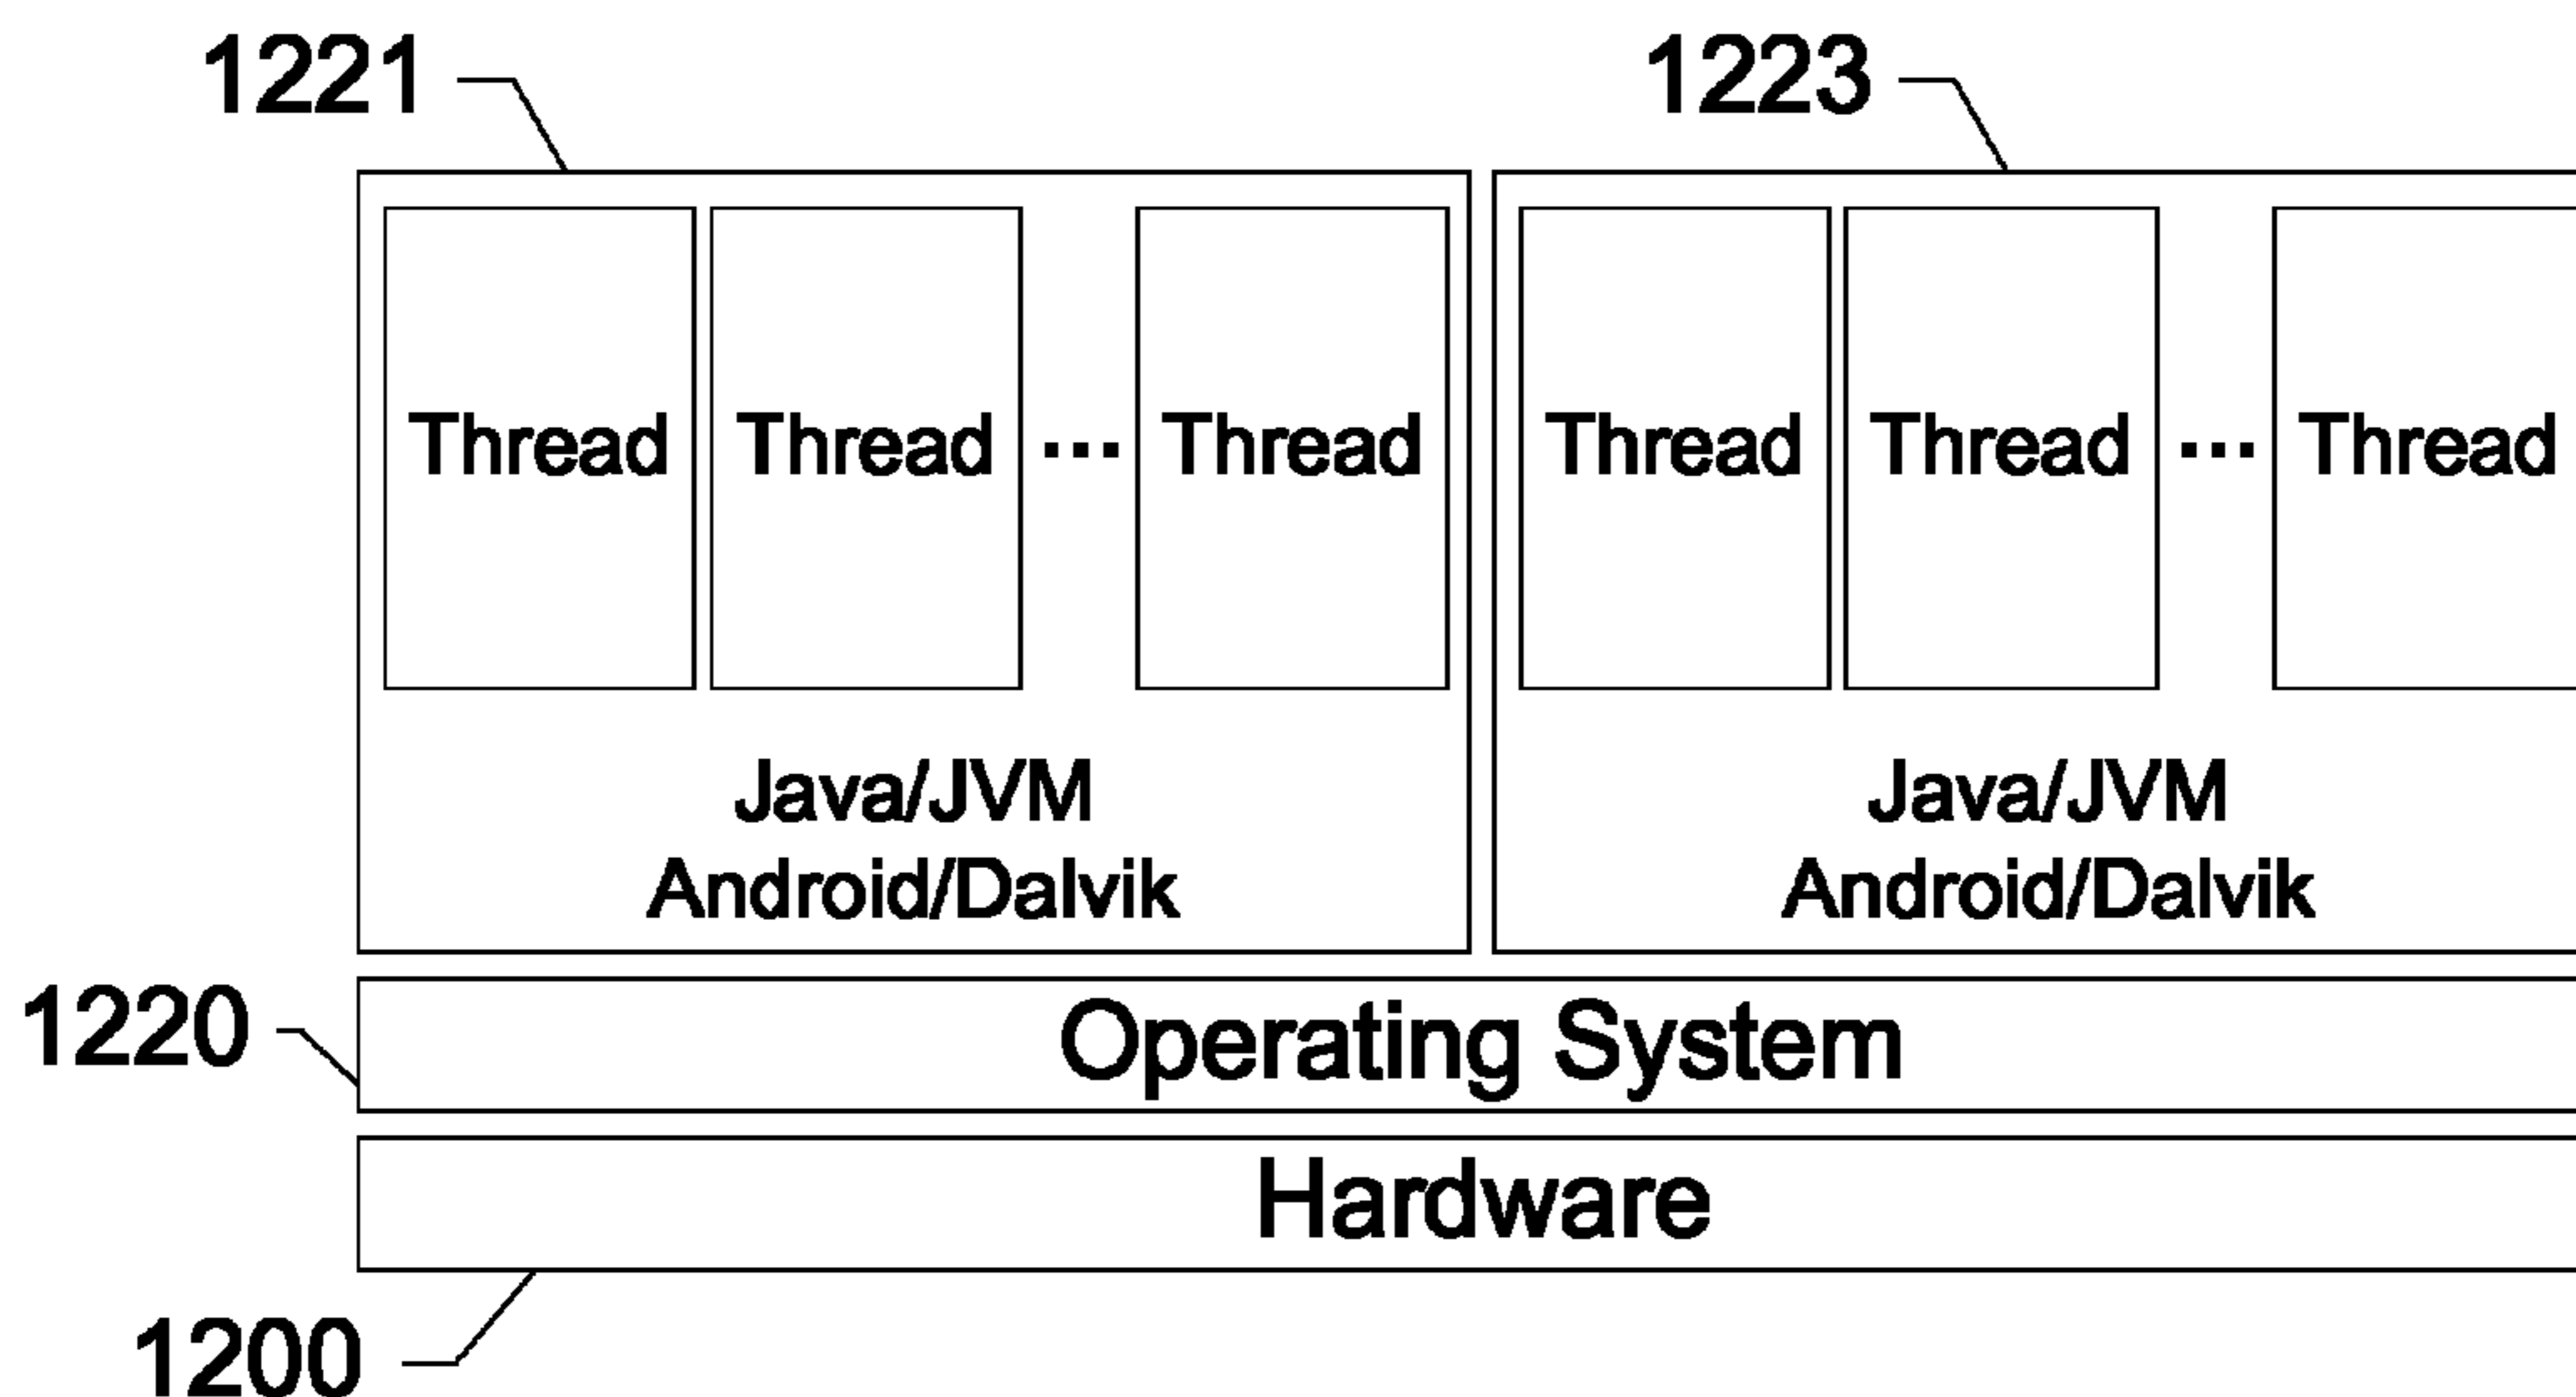 1221 1223
Thread Thread ... Thread Thread Thread ... Thread
Java/JVM Java/JVM
Android/Dalvik Android/Dalvik
1220 Operating System
Hardware
1200